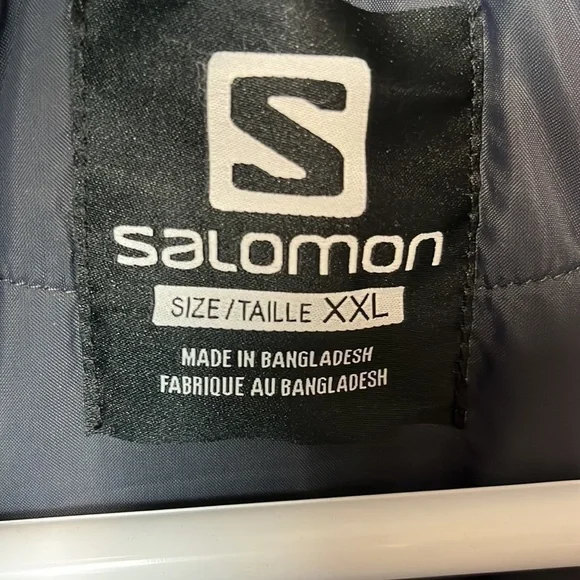 S
SALOMON
SIZE/TAILLE XXL
MADE IN BANGLADESH
FABRIQUE AU BANGLADESH